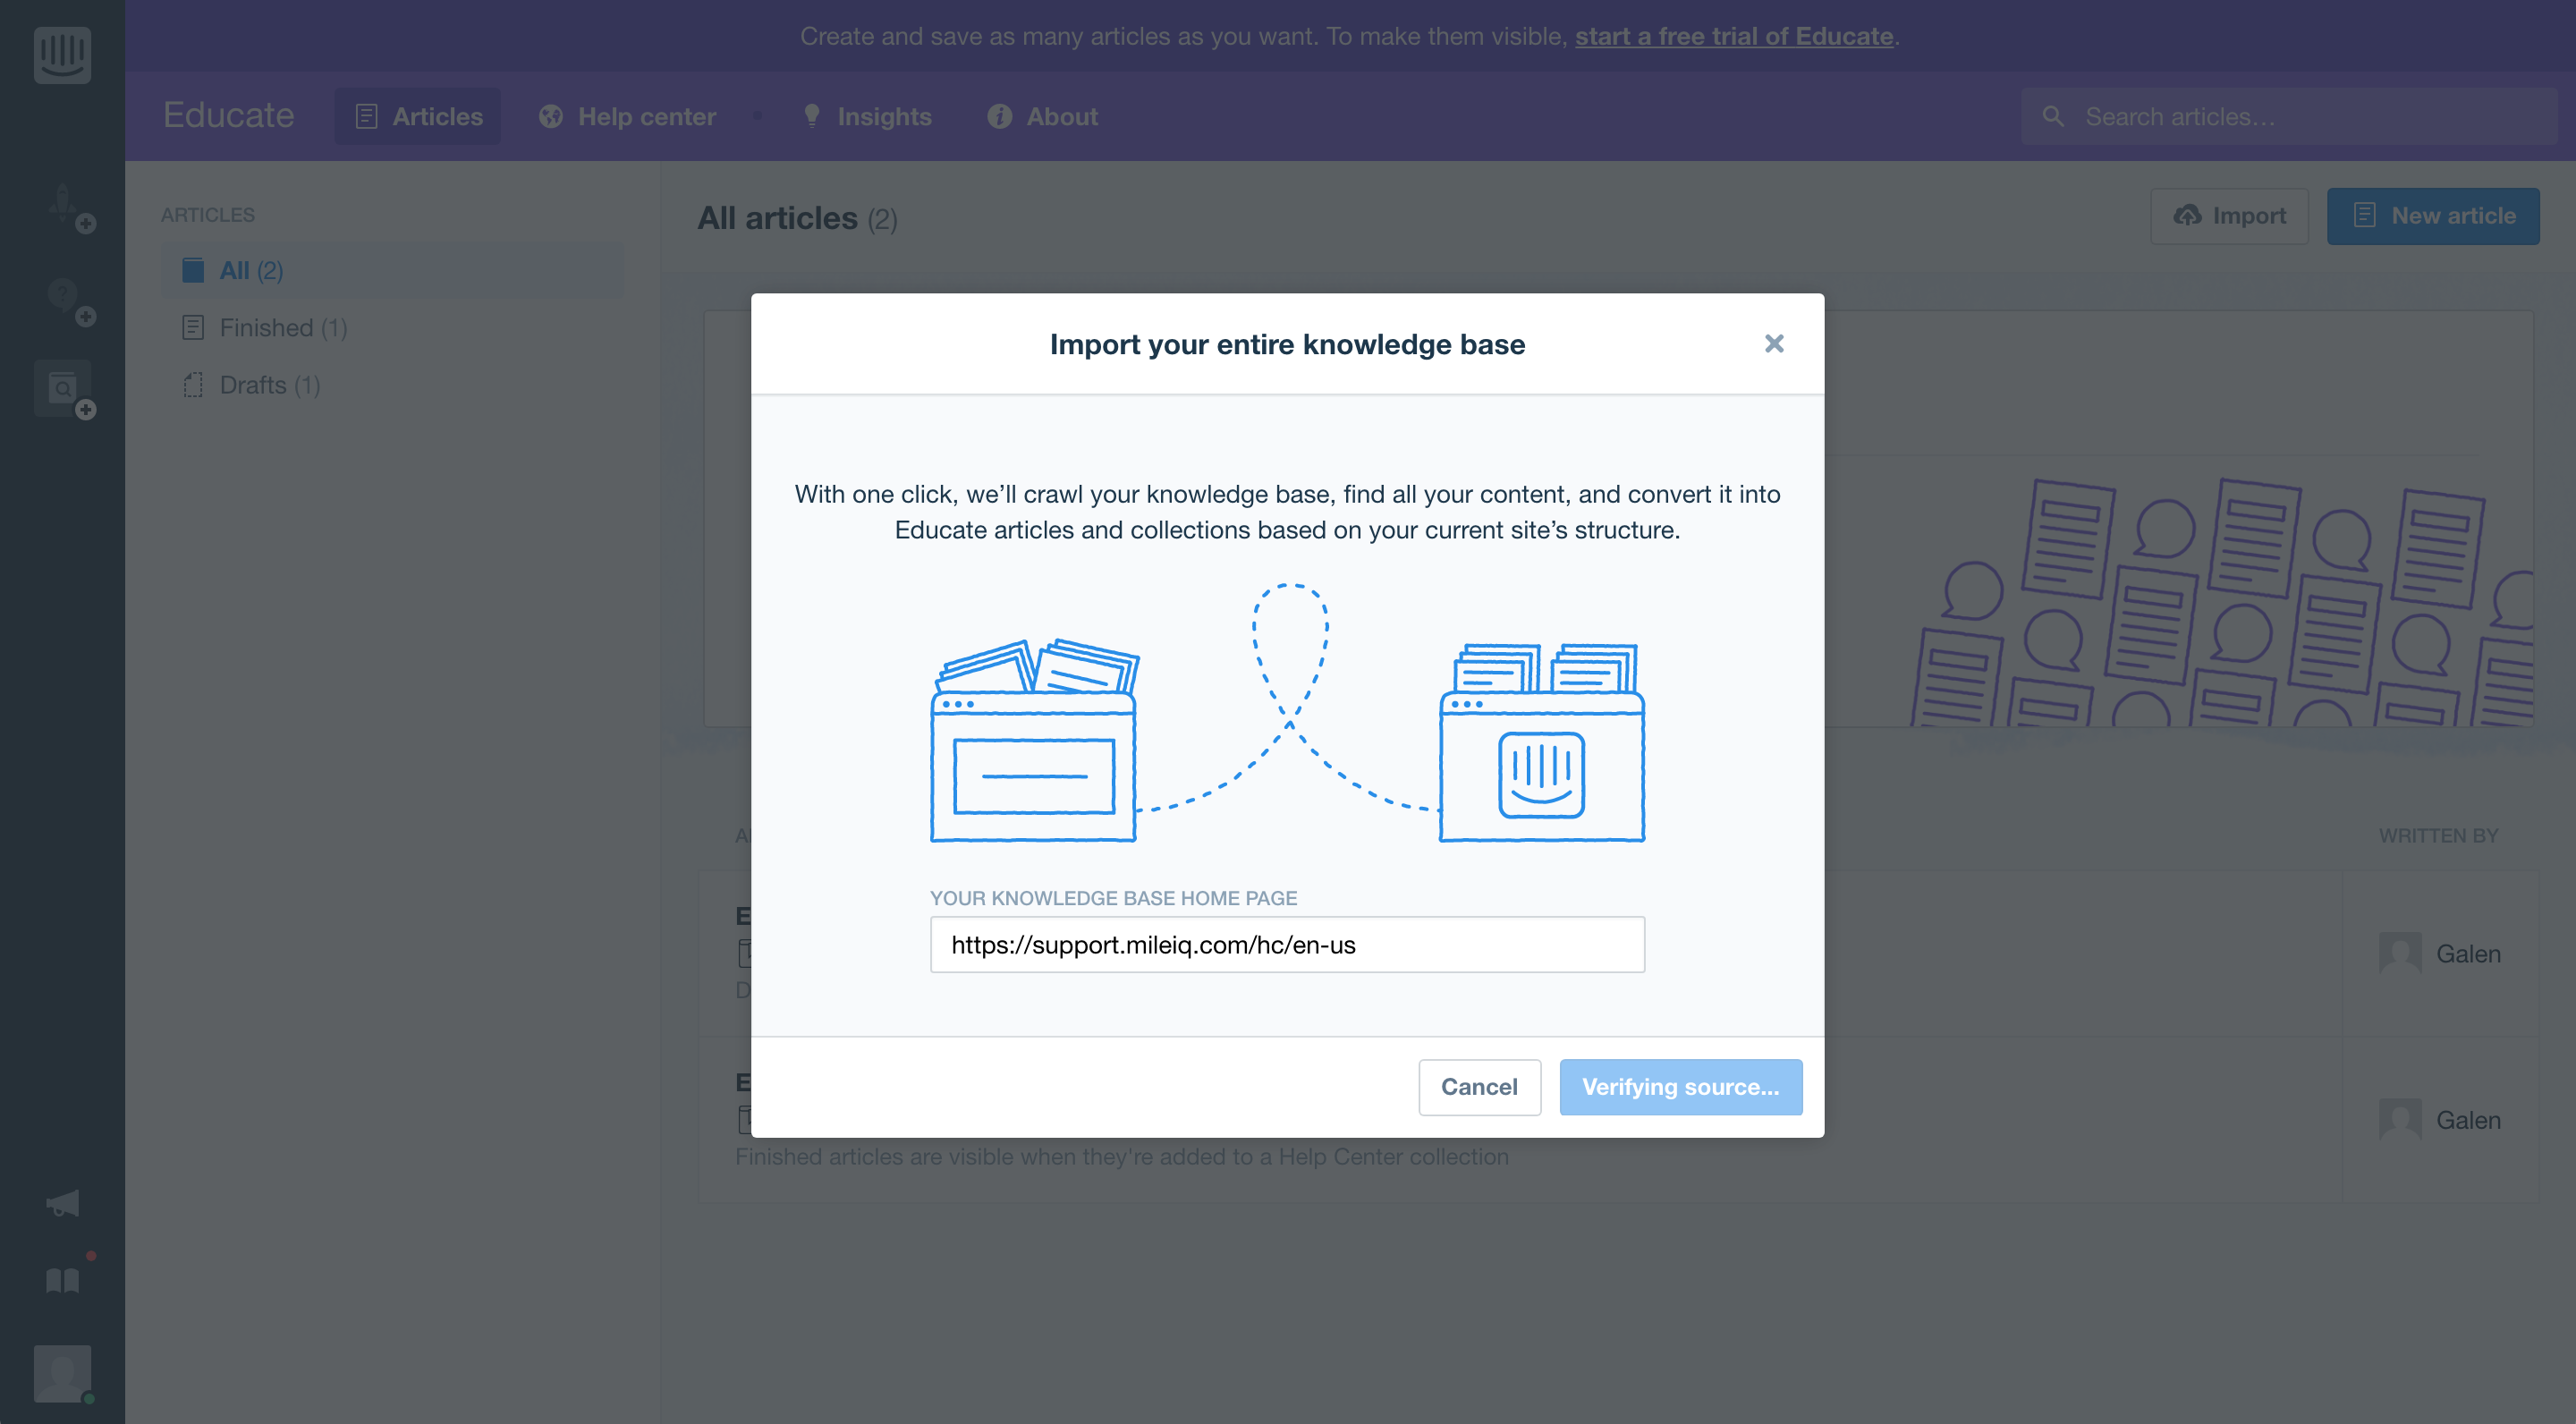 Create and save as many articles as you want. To make them visible, start a free trial of Educate.
Educate
Articles
Help center
Insights
About
Search articles...
ARTICLES
All (2)
Finished (1)
Drafts (1)
All articles (2)
Import
New article
Import your entire knowledge base
With one click, we’ll crawl your knowledge base, find all your content, and convert it into
Educate articles and collections based on your current site’s structure.
YOUR KNOWLEDGE BASE HOME PAGE
https://support.mileiq.com/hc/en-us
Cancel
Verifying source...
WRITTEN BY
Galen
Galen
Finished articles are visible when they're added to a Help Center collection